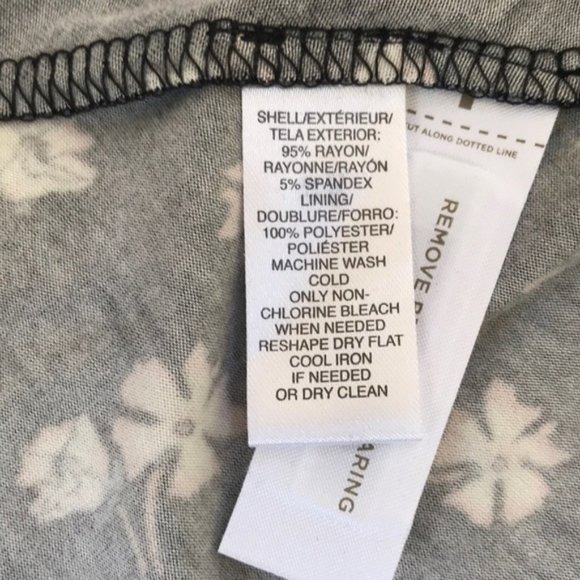 SHELL/EXTÉRIEUR/
TELA EXTERIOR:
95% RAYON/
RAYONNE/RAYÓN
5% SPANDEX
LINING/
DOUBLURE/FORRO:
100% POLYESTER/
POLIÉSTER
MACHINE WASH
COLD
ONLY NON-
CHLORINE BLEACH
WHEN NEEDED
RESHAPE DRY FLAT
COOL IRON
IF NEEDED
OR DRY CLEAN
ALONG DOTTED LINE
REMOVE